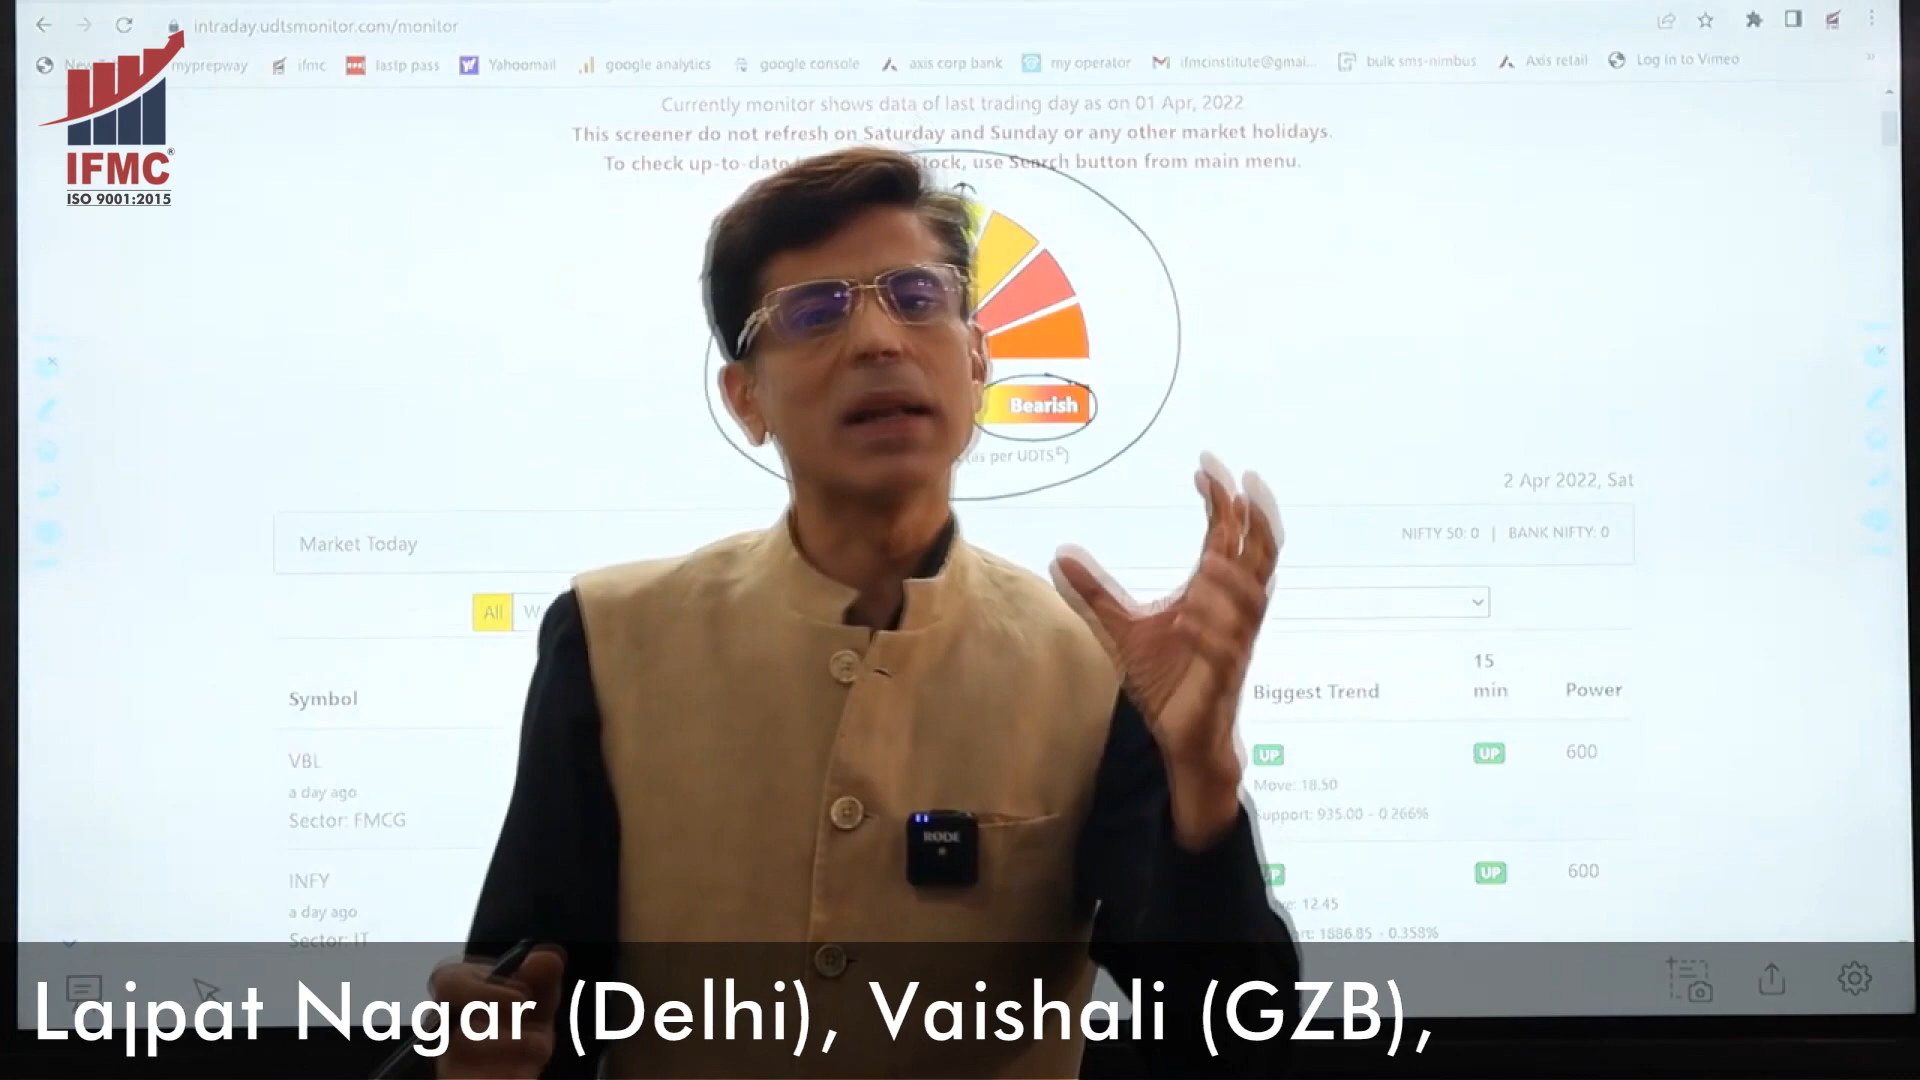 intraday.udtsmonitor.com/monitor
myprepway ifmc lastp pass Yahoomail google analytics google console axis corp bank my operator ifmcinstitute@gmai... bulk sms-nimbus Axis retail Log in to Vimeo
IFMC®
ISO 9001:2015
Currently monitor shows data of last trading day as on 01 Apr, 2022
This screener do not refresh on Saturday and Sunday or any other market holidays.
To check up-to-date stock, use Search button from main menu.
Bearish
(as per UDTS©)
2 Apr 2022, Sat
Market Today NIFTY 50: 0 | BANK NIFTY: 0
All
Symbol Biggest Trend 15 min Power
VBL UP UP 600
a day ago Move: 18.50
Sector: FMCG Support: 935.00 - 0.266%
INFY UP UP 600
a day ago 12.45
Sector: IT 1886.85 - 0.358%
Lajpat Nagar (Delhi), Vaishali (GZB),
RODE